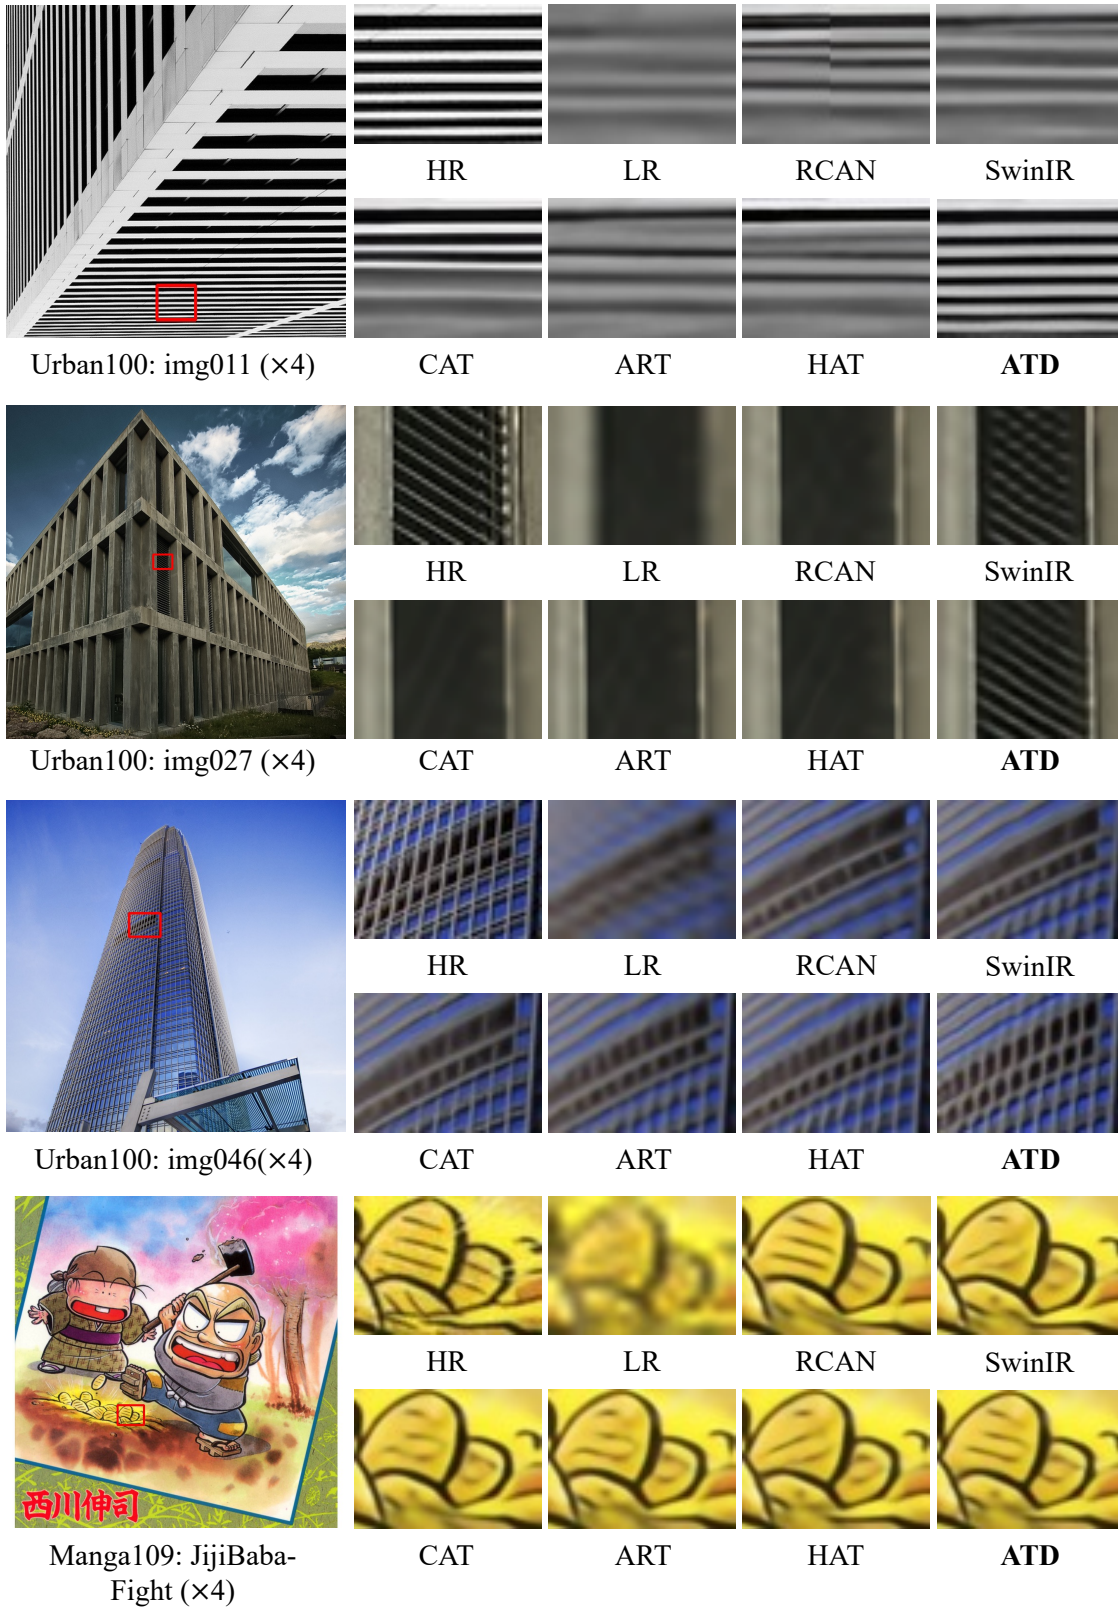 HR LR RCAN SwinIR
Urban100: img011 (×4) CAT ART HAT ATD
HR LR RCAN SwinIR
Urban100: img027 (×4) CAT ART HAT ATD
HR LR RCAN SwinIR
Urban100: img046(×4) CAT ART HAT ATD
西川伸司
HR LR RCAN SwinIR
Manga109: JijiBaba-
Fight (×4)
CAT ART HAT ATD